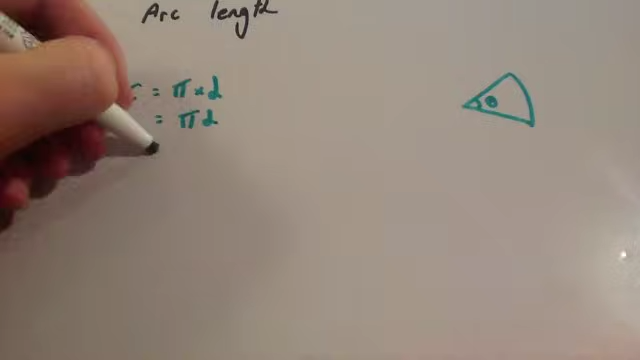 Arc length
C = π × d
= πd
θ